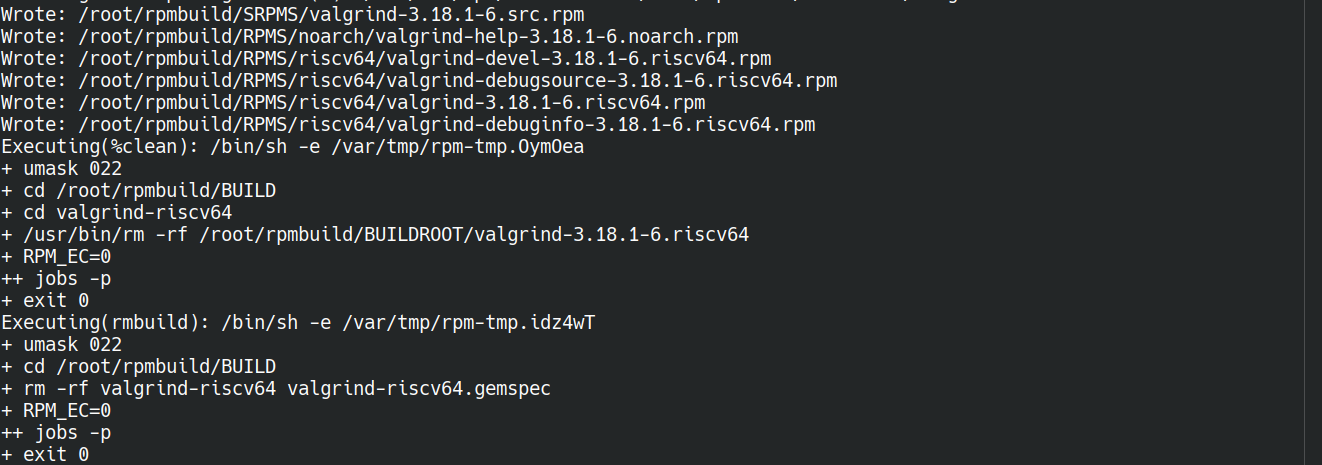 Wrote: /root/rpmbuild/SRPMS/valgrind-3.18.1-6.src.rpm
Wrote: /root/rpmbuild/RPMS/noarch/valgrind-help-3.18.1-6.noarch.rpm
Wrote: /root/rpmbuild/RPMS/riscv64/valgrind-devel-3.18.1-6.riscv64.rpm
Wrote: /root/rpmbuild/RPMS/riscv64/valgrind-debugsource-3.18.1-6.riscv64.rpm
Wrote: /root/rpmbuild/RPMS/riscv64/valgrind-3.18.1-6.riscv64.rpm
Wrote: /root/rpmbuild/RPMS/riscv64/valgrind-debuginfo-3.18.1-6.riscv64.rpm
Executing(%clean): /bin/sh -e /var/tmp/rpm-tmp.OymOea
+ umask 022
+ cd /root/rpmbuild/BUILD
+ cd valgrind-riscv64
+ /usr/bin/rm -rf /root/rpmbuild/BUILDROOT/valgrind-3.18.1-6.riscv64
+ RPM_EC=0
++ jobs -p
+ exit 0
Executing(rmbuild): /bin/sh -e /var/tmp/rpm-tmp.idz4wT
+ umask 022
+ cd /root/rpmbuild/BUILD
+ rm -rf valgrind-riscv64 valgrind-riscv64.gemspec
+ RPM_EC=0
++ jobs -p
+ exit 0